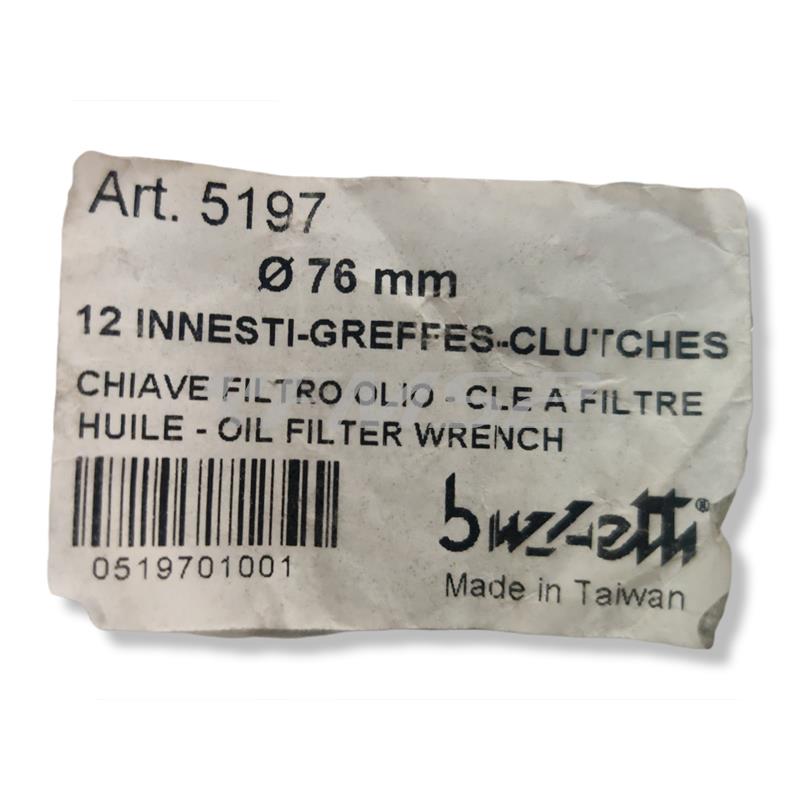 Art. 5197
Ø 76 mm
12 INNESTI-GREFFES-CLUTCHES
CHIAVE FILTRO OLIO - CLE A FILTRE
HUILE - OIL FILTER WRENCH
0519701001
buzzetti®
Made in Taiwan